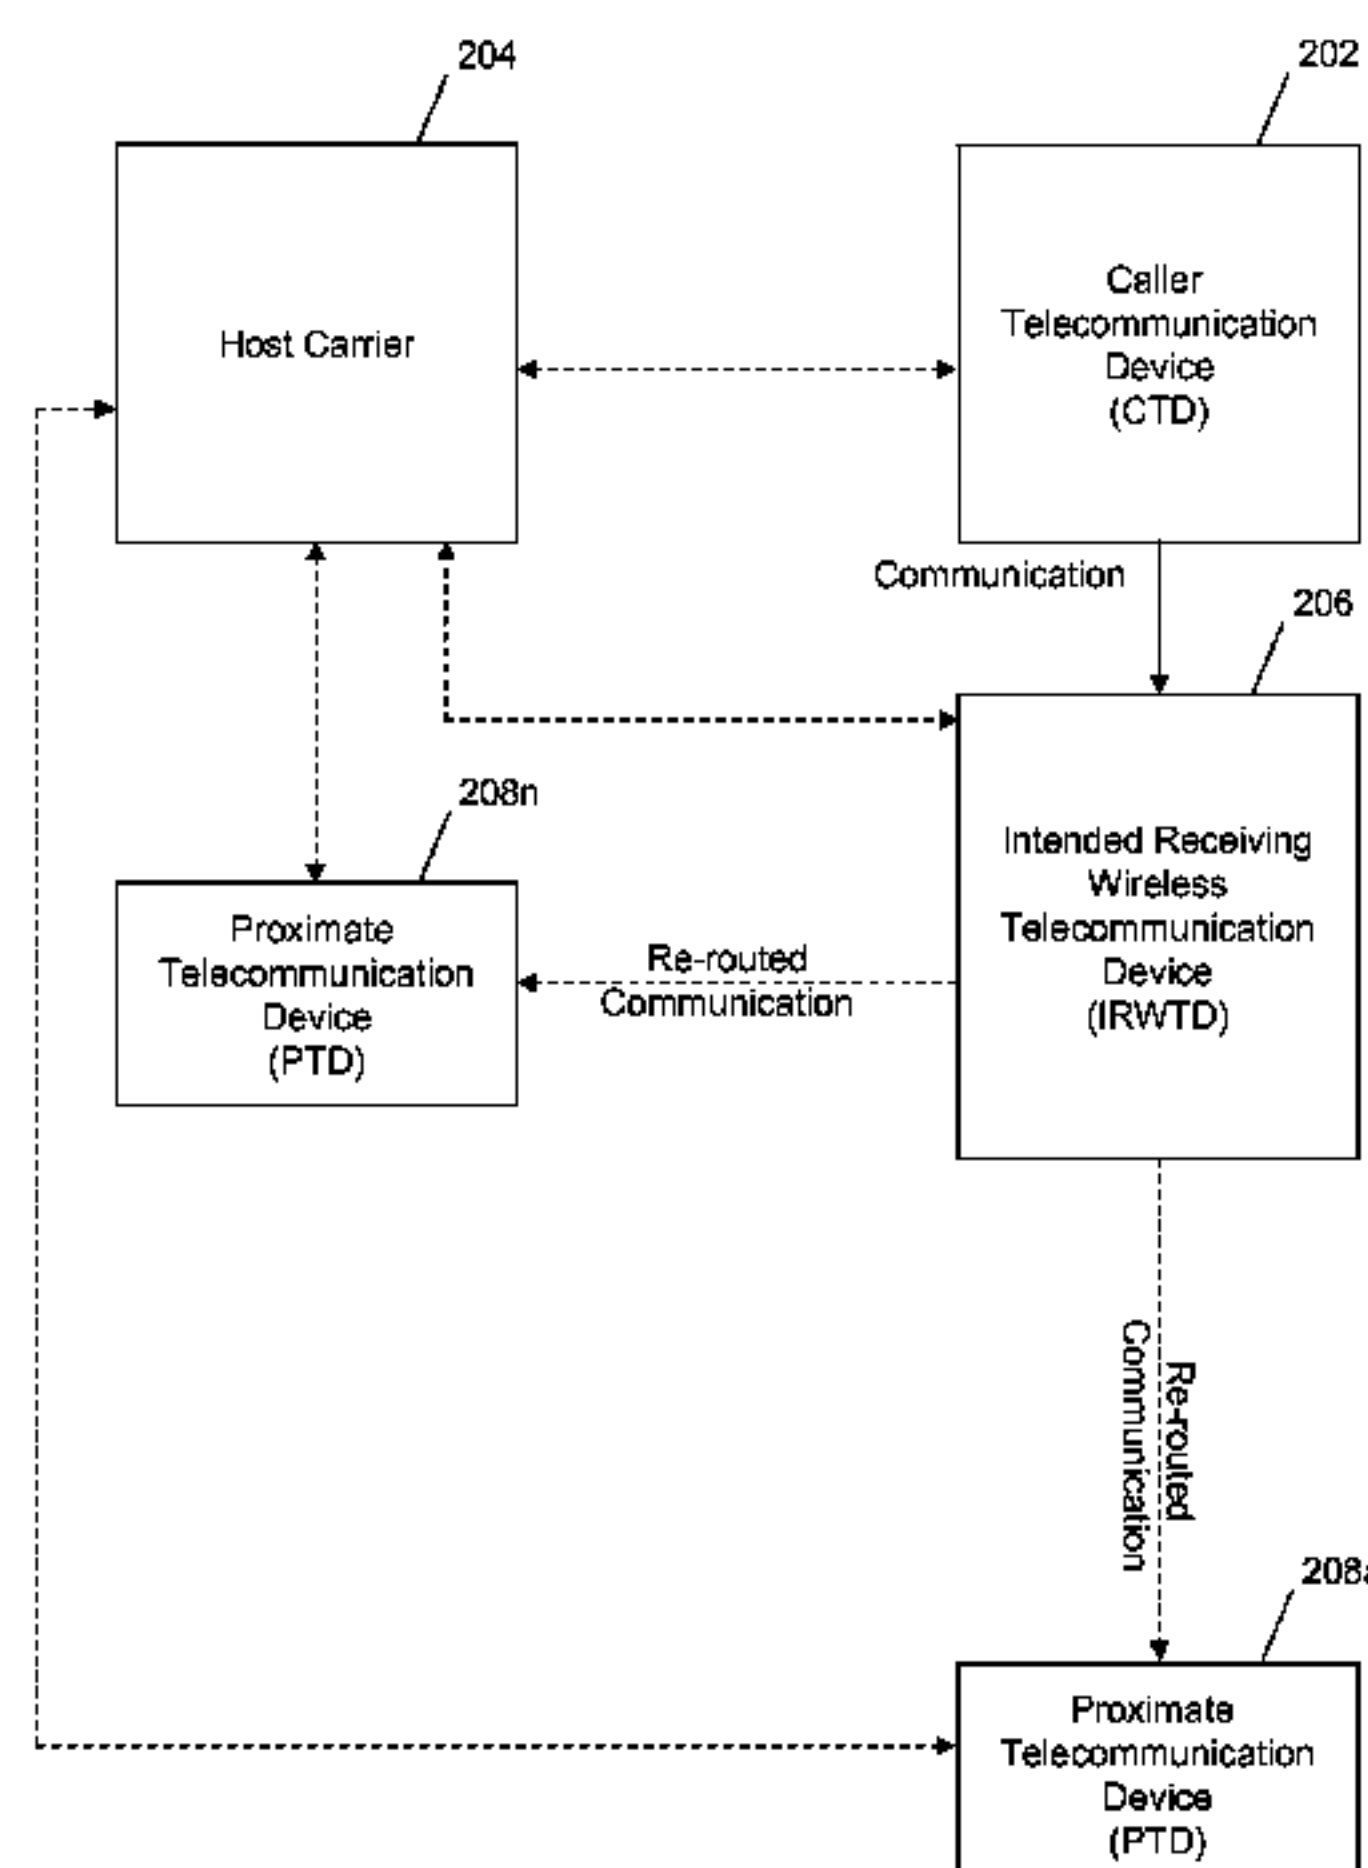 204
202
Host Carrier
Caller
Telecommunication
Device
(CTD)
Communication
206
208n
Intended Receiving
Wireless
Telecommunication
Device
(IRWTD)
Proximate
Telecommunication
Device
(PTD)
Re-routed
Communication
Re-routed
Communication
208a
Proximate
Telecommunication
Device
(PTD)